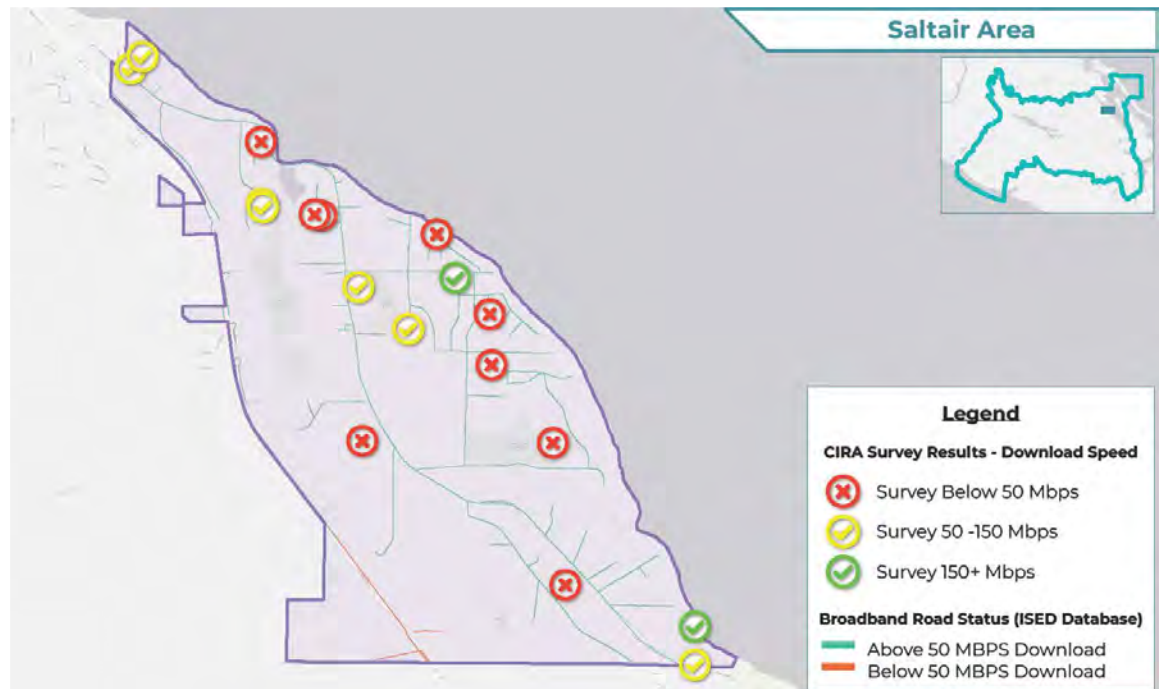 Saltair Area
Legend
CIRA Survey Results - Download Speed
Survey Below 50 Mbps
Survey 50 -150 Mbps
Survey 150+ Mbps
Broadband Road Status (ISED Database)
Above 50 MBPS Download
Below 50 MBPS Download